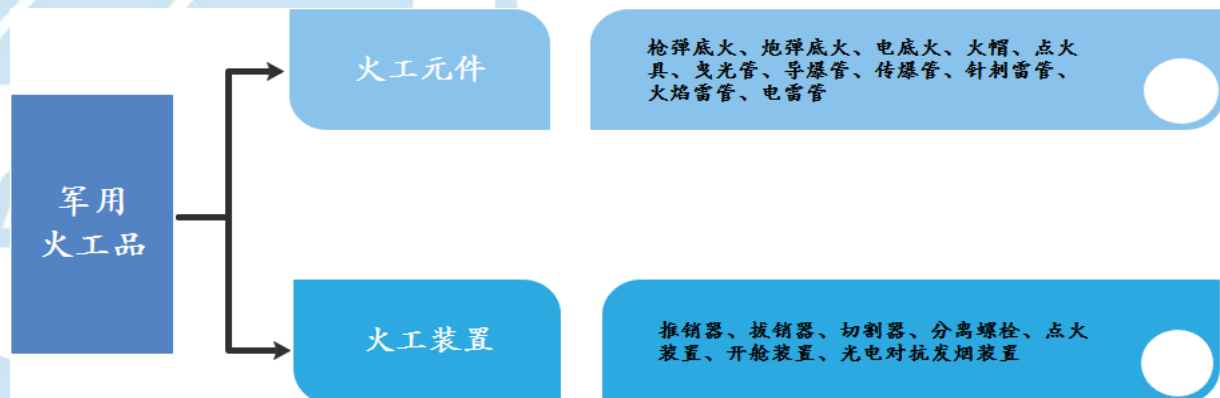 火工元件
枪弹底火、炮弹底火、电底火、火帽、点火
具、曳光管、导爆管、传爆管、针刺雷管、
火焰雷管、电雷管
军用
火工品
火工装置
推销器、拔销器、切割器、分离螺栓、点火
装置、开舱装置、光电对抗发烟装置